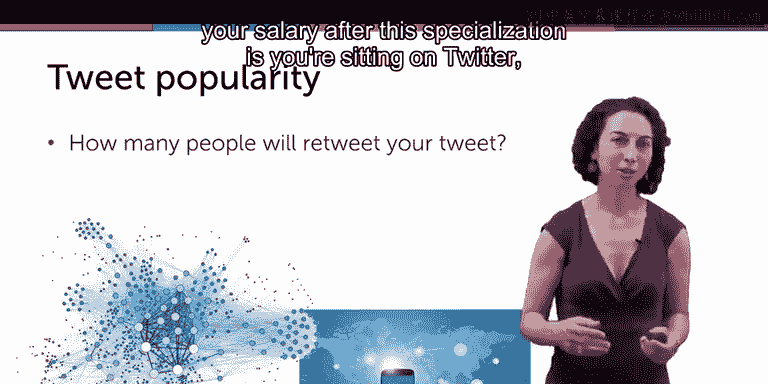 your salary after this specialization
is you're sitting on Twitter,
Tweet popularity
• How many people will retweet your tweet?